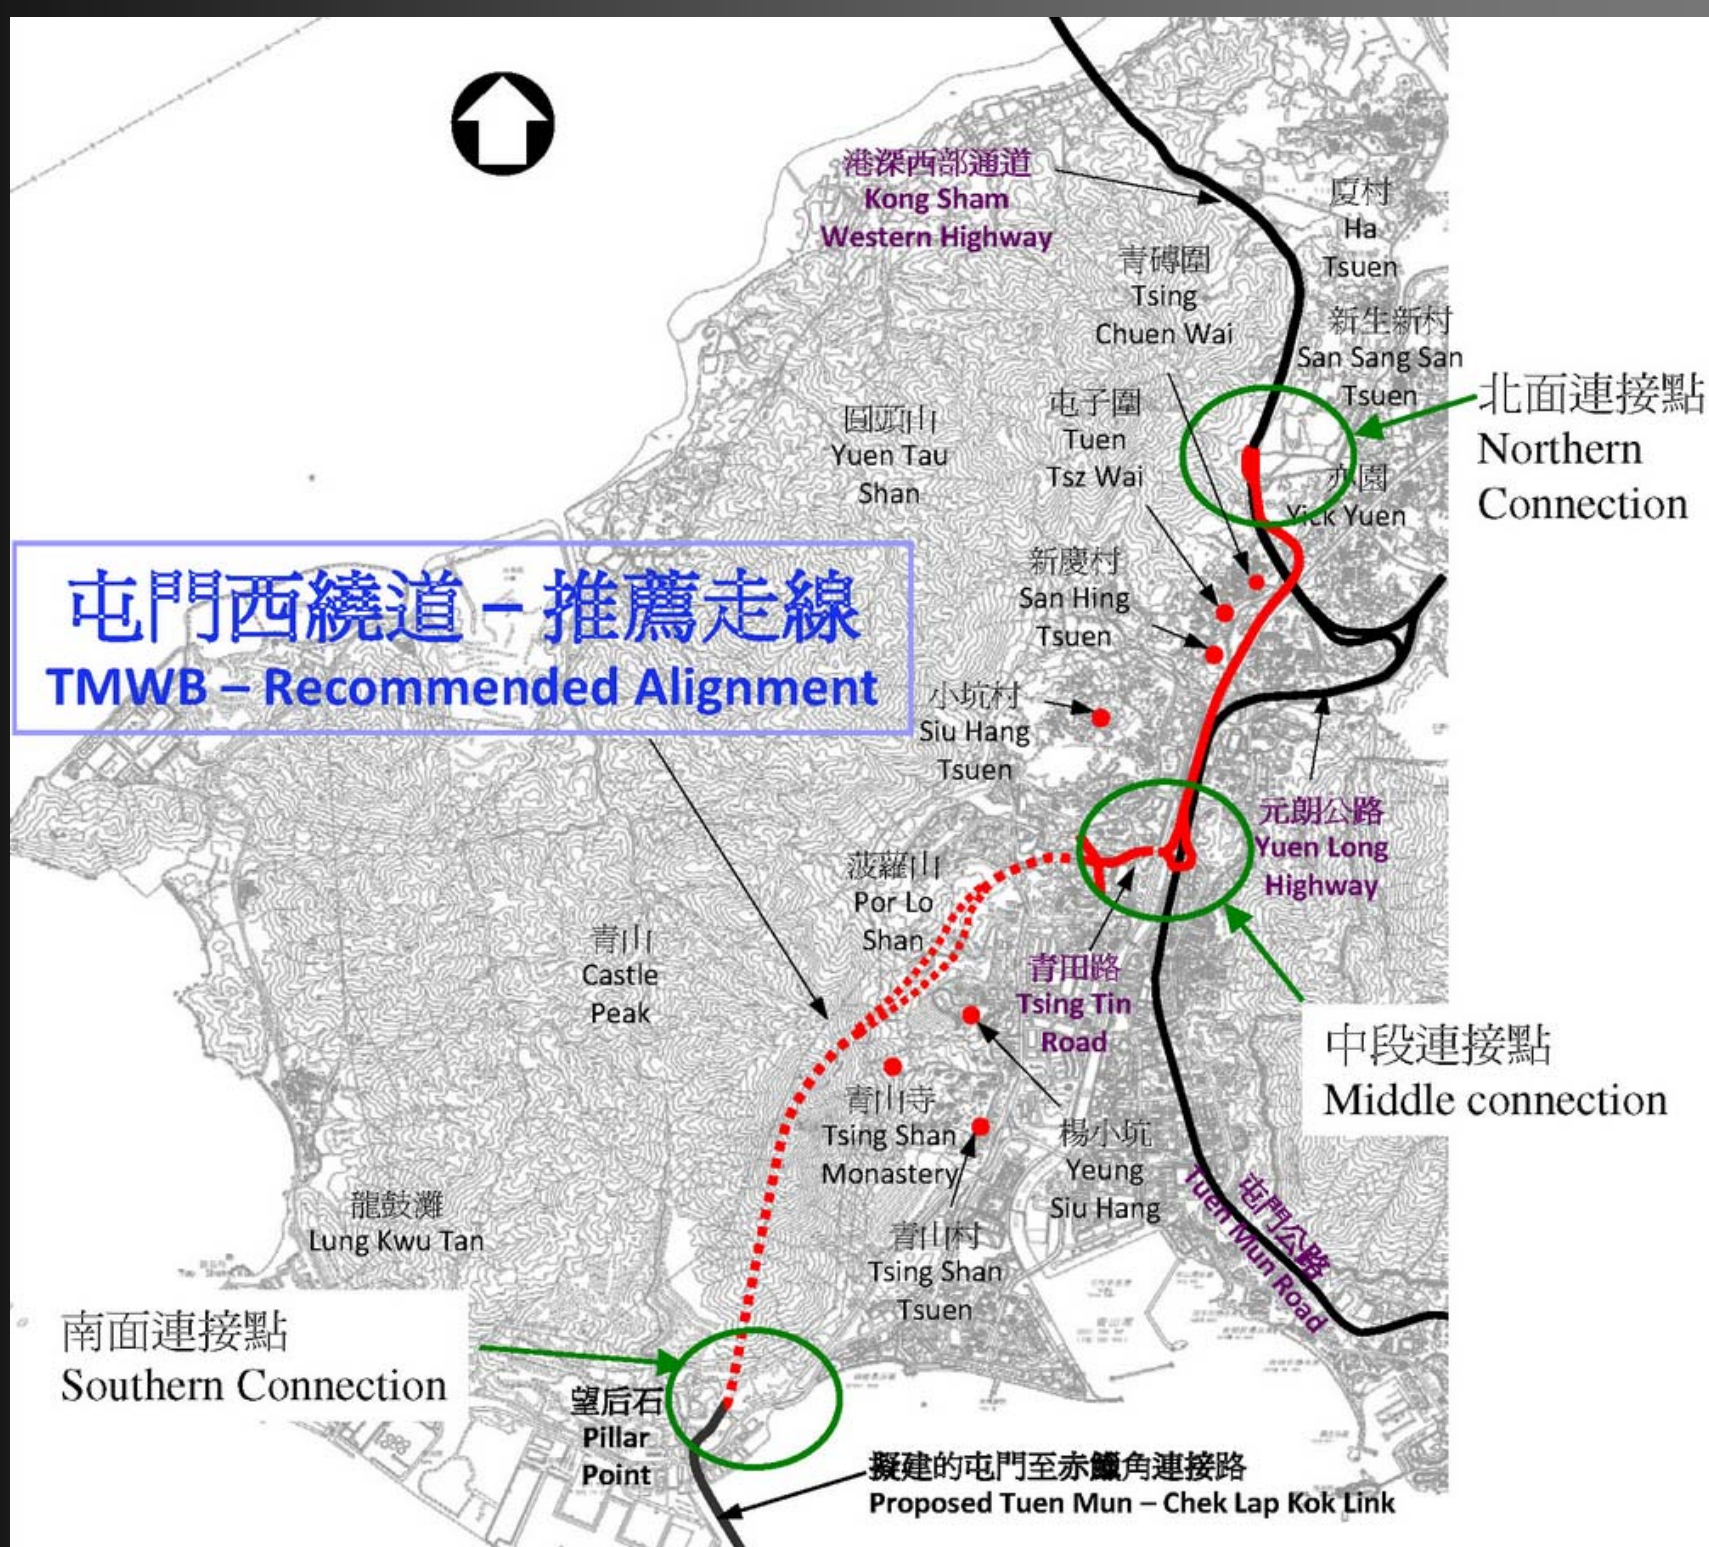 港深西部通道
Kong Sham
Western Highway
廈村
Ha
Tsuen
青磚圍
Tsing
Chuen Wai
新生新村
San Sang San
Tsuen
北面連接點
Northern
Connection
屯子圍
Tuen
Tsz Wai
圓頭山
Yuen Tau
Shan
亦園
Yick Yuen
屯門西繞道 – 推薦走線
TMWB – Recommended Alignment
新慶村
San Hing
Tsuen
小坑村
Siu Hang
Tsuen
元朗公路
Yuen Long
Highway
菠蘿山
Por Lo
Shan
青山
Castle
Peak
青田路
Tsing Tin
Road
中段連接點
Middle connection
青山寺
Tsing Shan
Monastery
楊小坑
Yeung
Siu Hang
屯門公路
Tuen Mun Road
龍鼓灘
Lung Kwu Tan
青山村
Tsing Shan
Tsuen
南面連接點
Southern Connection
望后石
Pillar
Point
擬建的屯門至赤鱲角連接路
Proposed Tuen Mun – Chek Lap Kok Link